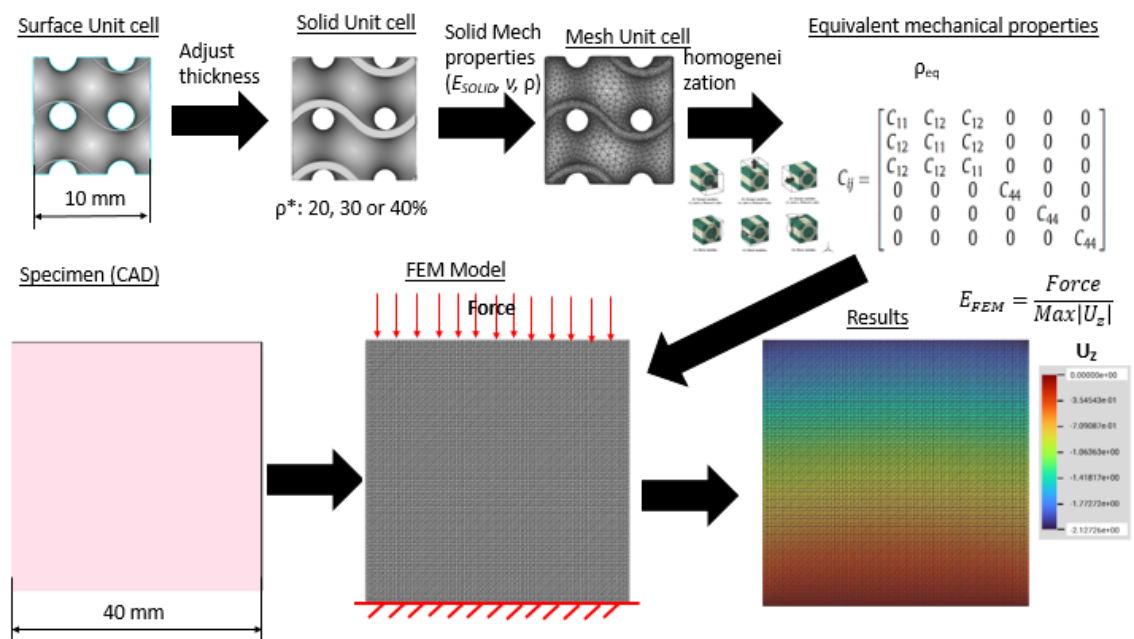 Surface Unit cell
Adjust
thickness
10 mm
Solid Unit cell
ρ*: 20, 30 or 40%
Solid Mech
properties
(E_SOLID, ν, ρ)
Mesh Unit cell
homogenei
zation
Equivalent mechanical properties
ρeq
C_ij =
C11 C12 C12 0 0 0
C12 C11 C12 0 0 0
C12 C12 C11 0 0 0
0 0 0 C44 0 0
0 0 0 0 C44 0
0 0 0 0 0 C44
Specimen (CAD)
40 mm
FEM Model
Force
Results
E_FEM = Force / Max|U_z|
Uz
0.00000e+00
-3.54543e-01
-7.09087e-01
-1.06363e+00
-1.41817e+00
-1.77272e+00
-2.12726e+00